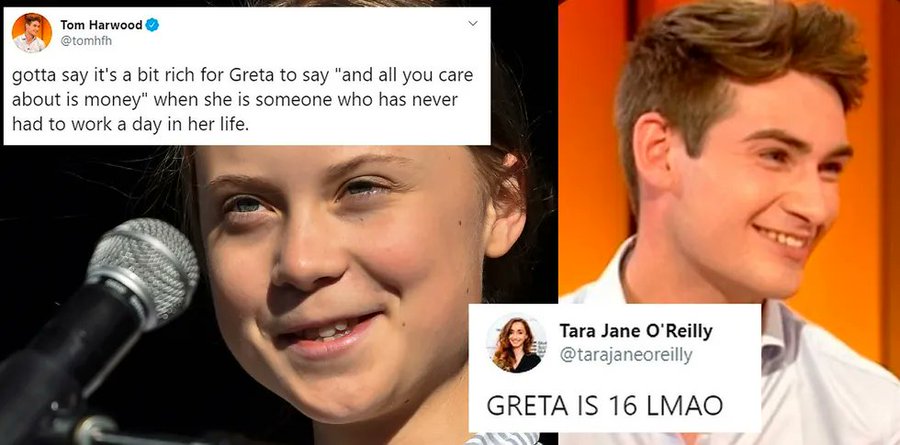 Tom Harwood
@tomhfh
gotta say it's a bit rich for Greta to say "and all you care
about is money" when she is someone who has never
had to work a day in her life.
Tara Jane O'Reilly
@tarajaneoreilly
GRETA IS 16 LMAO